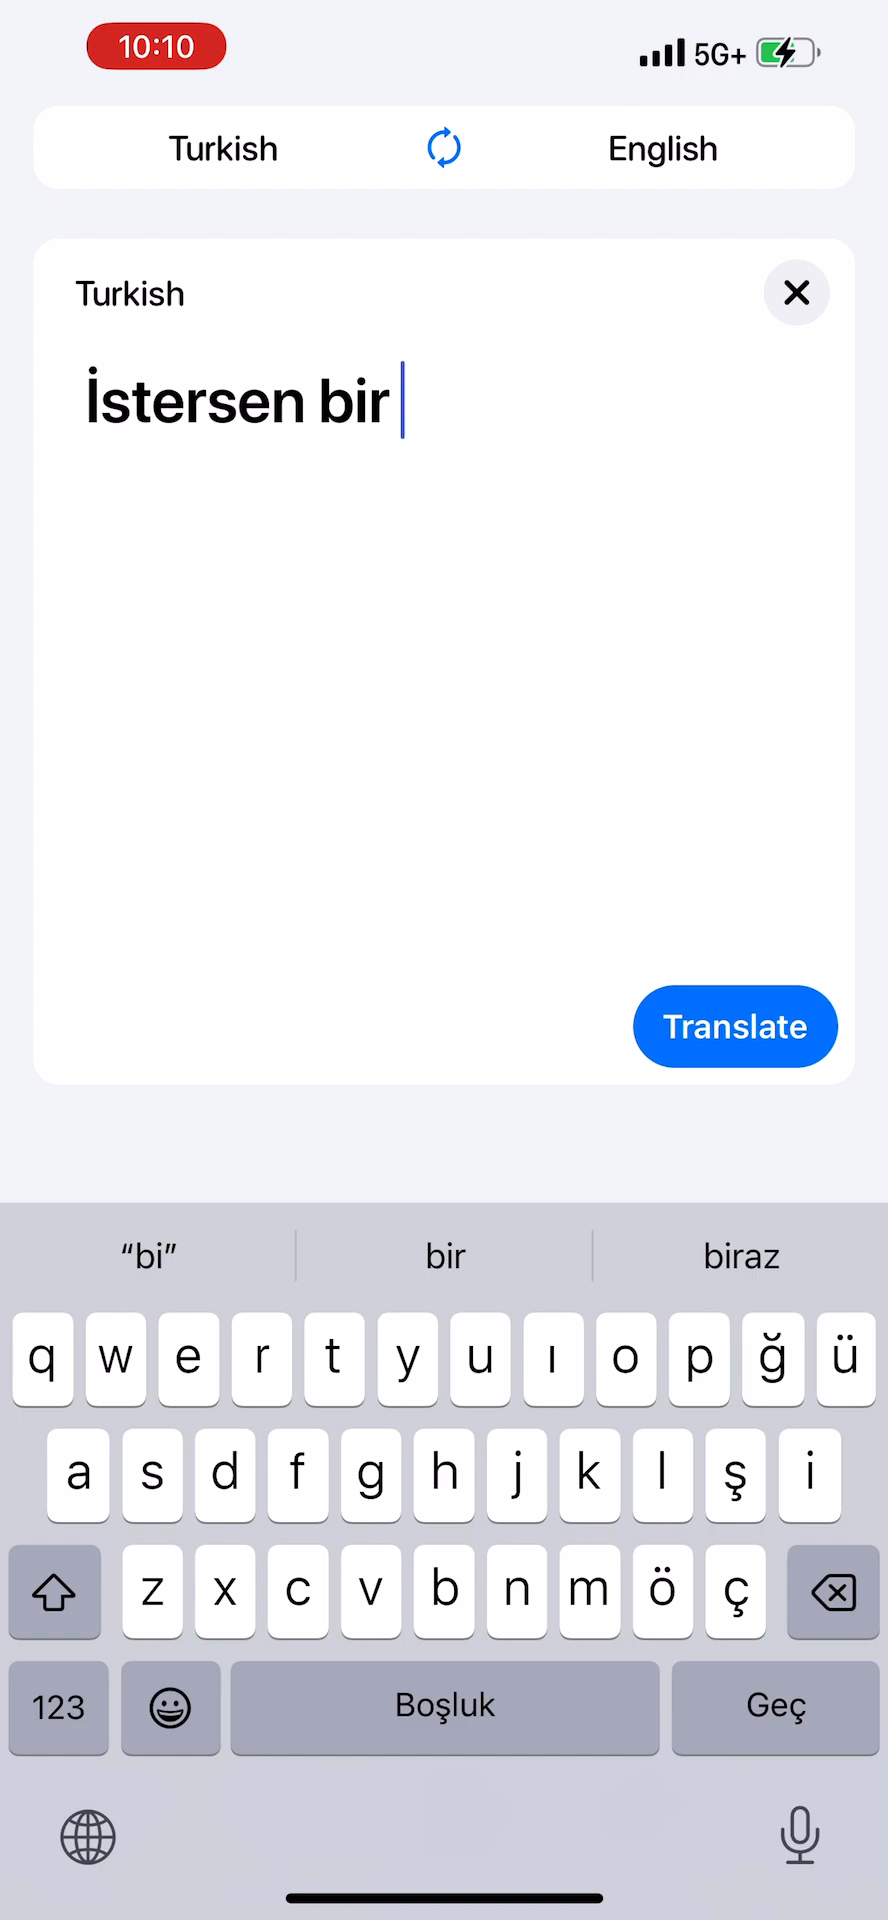 10:10 5G+
Turkish English
Turkish
İstersen bir
Translate
“bi” bir biraz
q w e r t y u ı o p ğ ü
a s d f g h j k l ş i
z x c v b n m ö ç
123 Boşluk Geç